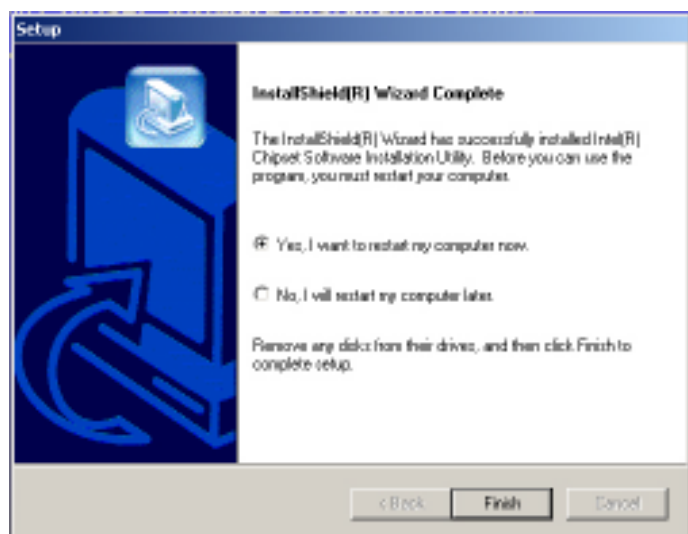 Setup
InstallShield(R) Wizard Complete
The InstallShield(R) Wizard has successfully installed Intel(R)
Chipset Software Installation Utility. Before you can use the
program, you must restart your computer.
Yes, I want to restart my computer now.
No, I will restart my computer later.
Remove any disks from their drives, and then click Finish to
complete setup.
< Back
Finish
Cancel